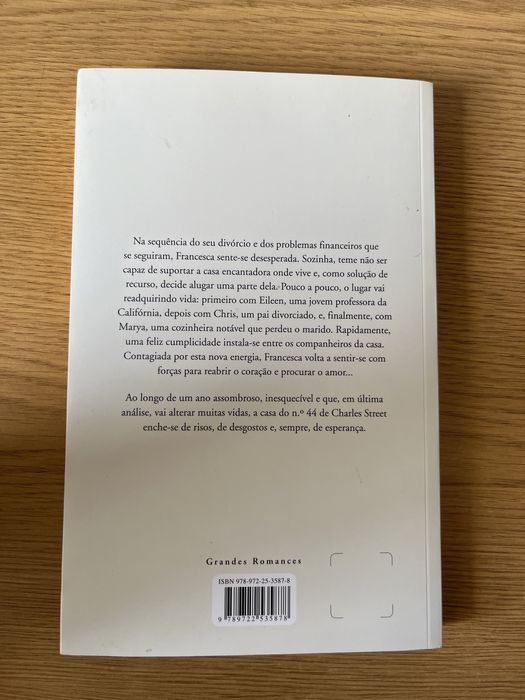 Na sequência do seu divórcio e dos problemas financeiros que
se seguiram, Francesca sente-se desesperada. Sozinha, teme não ser
capaz de suportar a casa encantadora onde vive e, como solução de
recurso, decide alugar uma parte dela. Pouco a pouco, o lugar vai
readquirindo vida: primeiro com Eileen, uma jovem professora da
Califórnia, depois com Chris, um pai divorciado, e, finalmente, com
Marya, uma cozinheira notável que perdeu o marido. Rapidamente,
uma feliz cumplicidade instala-se entre os companheiros da casa.
Contagiada por esta nova energia, Francesca volta a sentir-se com
forças para reabrir o coração e procurar o amor...
Ao longo de um ano assombroso, inesquecível e que, em última
análise, vai alterar muitas vidas, a casa do n.º 44 de Charles Street
enche-se de risos, de desgostos e, sempre, de esperança.
Grandes Romances
ISBN 978-972-25-3587-8
9 789722 535878